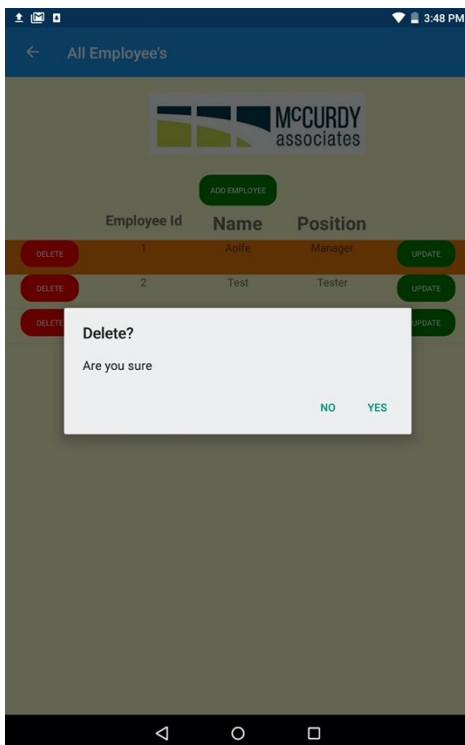 3:48 PM
All Employee's
McCURDY
associates
ADD EMPLOYEE
Employee Id Name Position
DELETE 1 Aoife Manager UPDATE
DELETE 2 Test Tester UPDATE
DELETE UPDATE
Delete?
Are you sure
NO YES